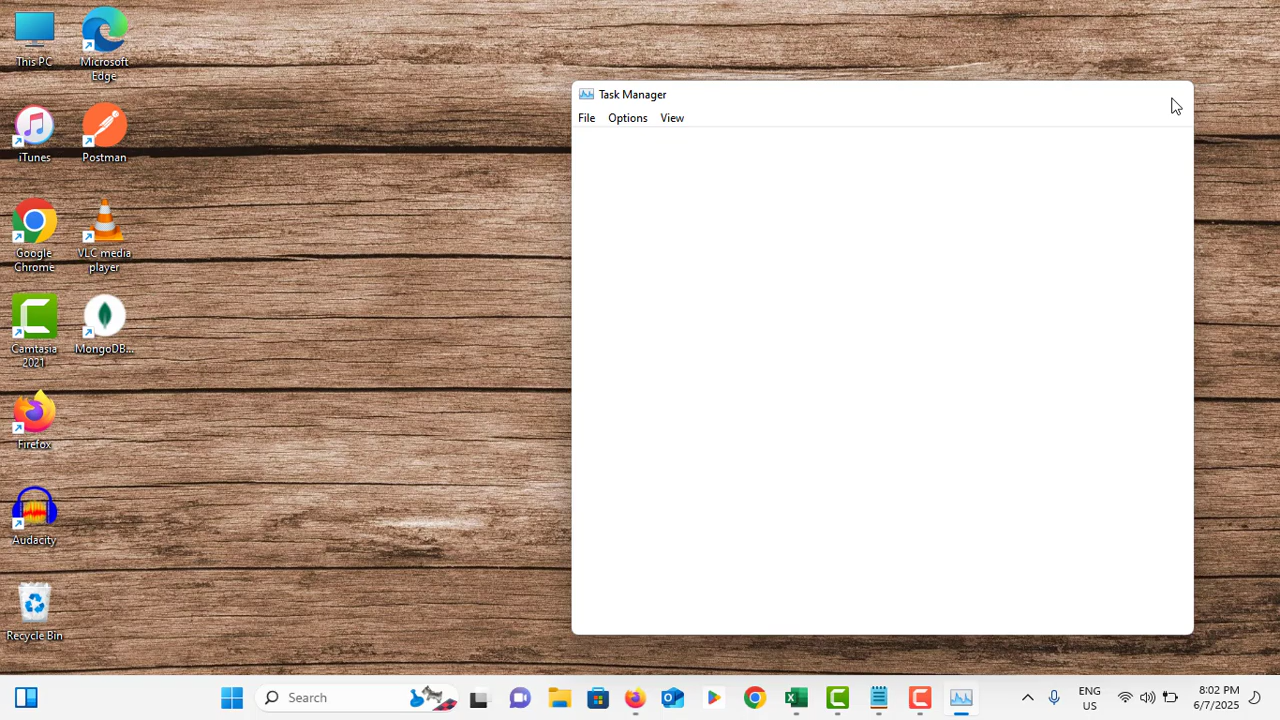 This PC
Microsoft
Edge
iTunes
Postman
Google
Chrome
VLC media
player
Camtasia
2021
MongoDB...
Firefox
Audacity
Recycle Bin
Task Manager
File Options View
Search
ENG
US
8:02 PM
6/7/2025